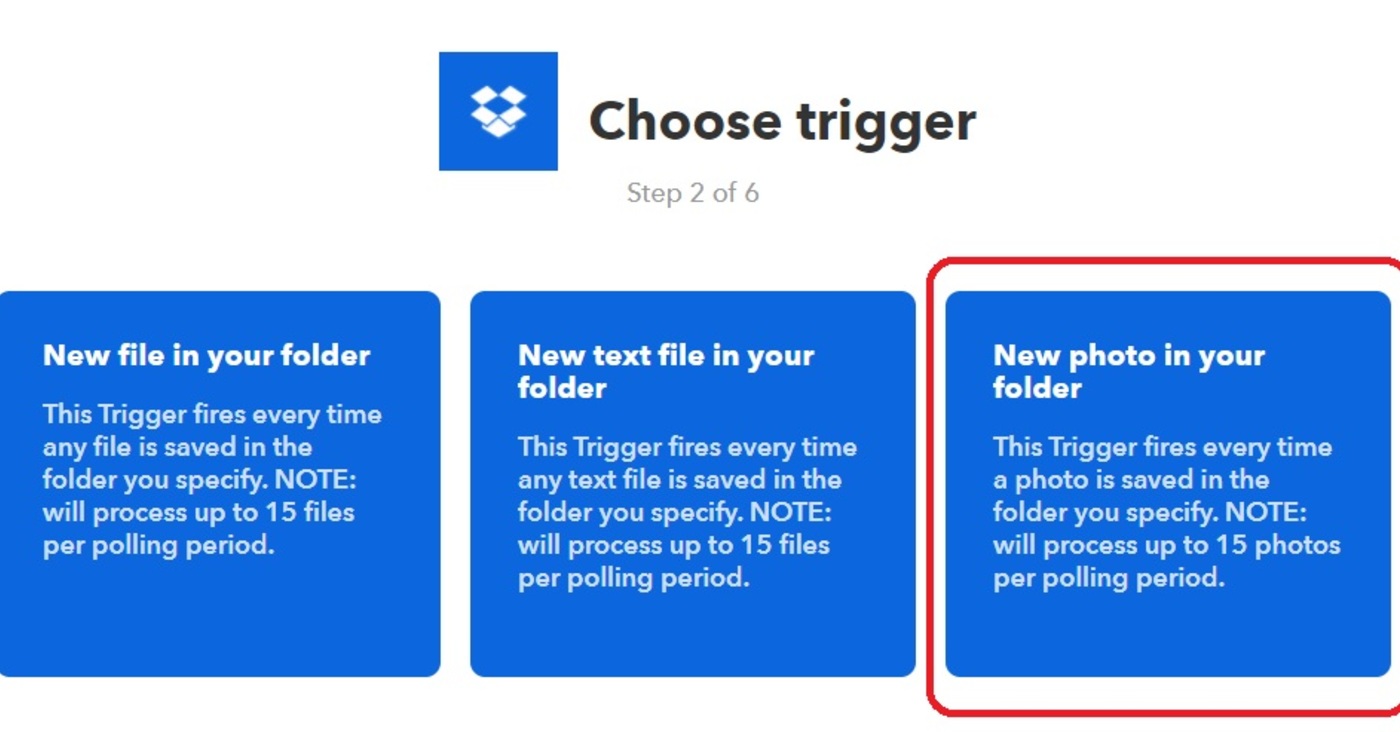 Choose trigger
Step 2 of 6
New file in your folder
This Trigger fires every time
any file is saved in the
folder you specify. NOTE:
will process up to 15 files
per polling period.
New text file in your
folder
This Trigger fires every time
any text file is saved in the
folder you specify. NOTE:
will process up to 15 files
per polling period.
New photo in your
folder
This Trigger fires every time
a photo is saved in the
folder you specify. NOTE:
will process up to 15 photos
per polling period.